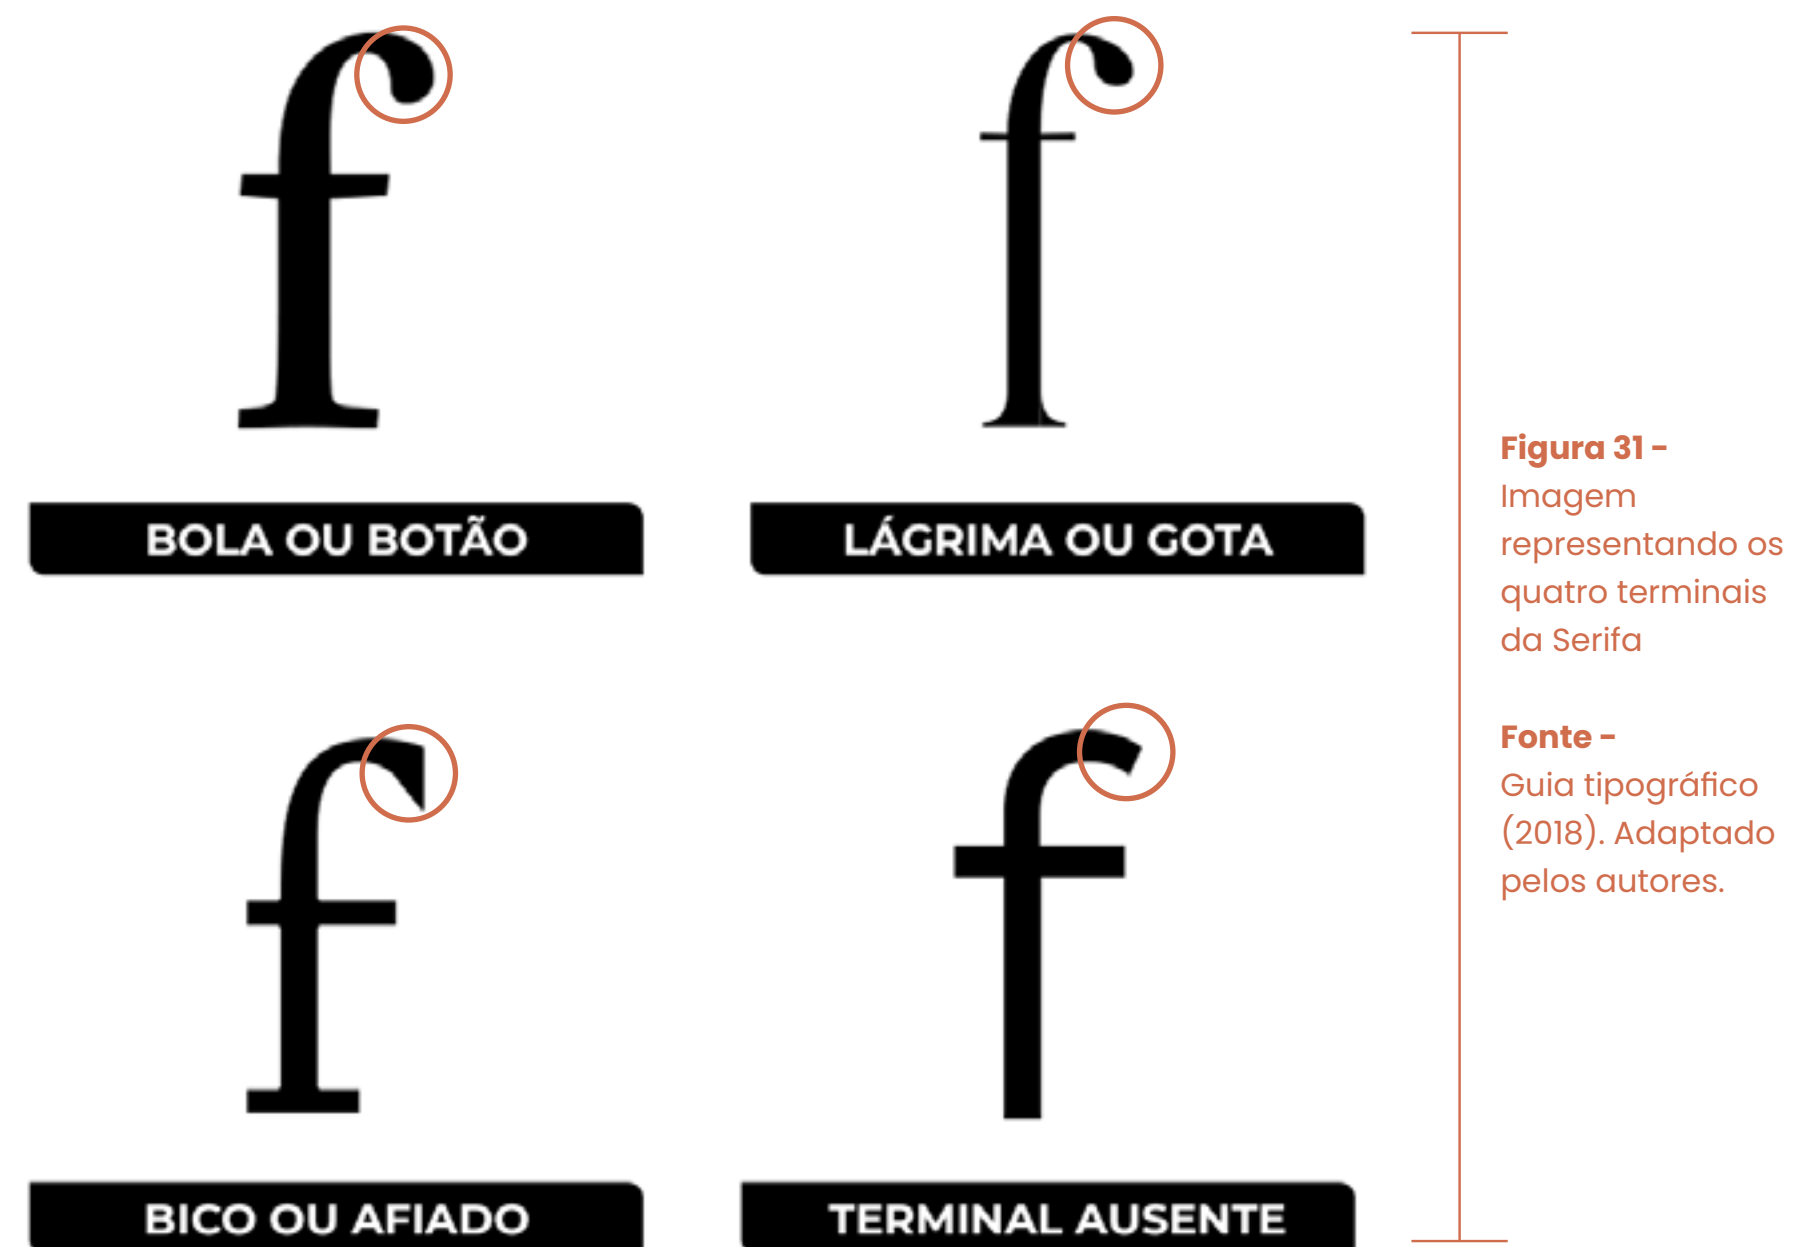 f
f
BOLA OU BOTÃO
LÁGRIMA OU GOTA
f
f
BICO OU AFIADO
TERMINAL AUSENTE
Figura 31 -
Imagem
representando os
quatro terminais
da Serifa
Fonte -
Guia tipográfico
(2018). Adaptado
pelos autores.